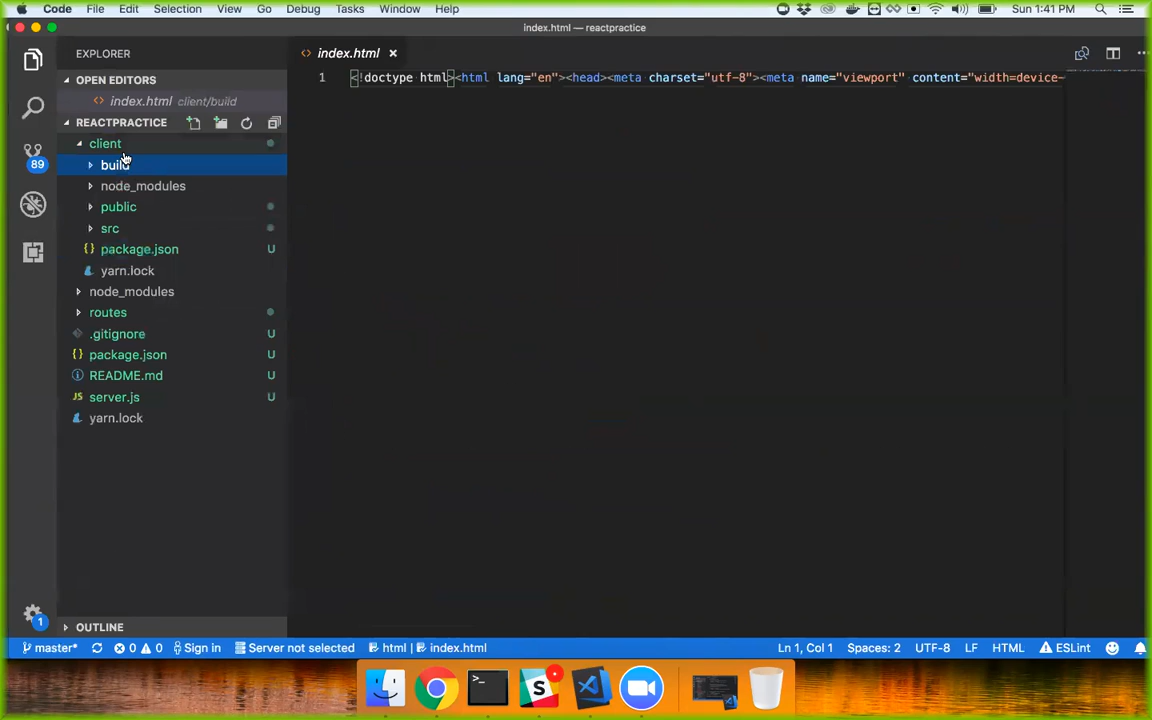 Code File Edit Selection View Go Debug Tasks Window Help Sun 1:41 PM
index.html — reactpractice
EXPLORER
index.html
OPEN EDITORS
index.html client/build
1 <!doctype html><html lang="en"><head><meta charset="utf-8"><meta name="viewport" content="width=device-
REACTPRACTICE
client
build
89
node_modules
public
src
{} package.json U
yarn.lock
node_modules
routes
.gitignore U
{} package.json U
README.md U
JS server.js U
yarn.lock
1
OUTLINE
master* 0 0 Sign in Server not selected html | index.html Ln 1, Col 1 Spaces: 2 UTF-8 LF HTML ESLint
>_ S